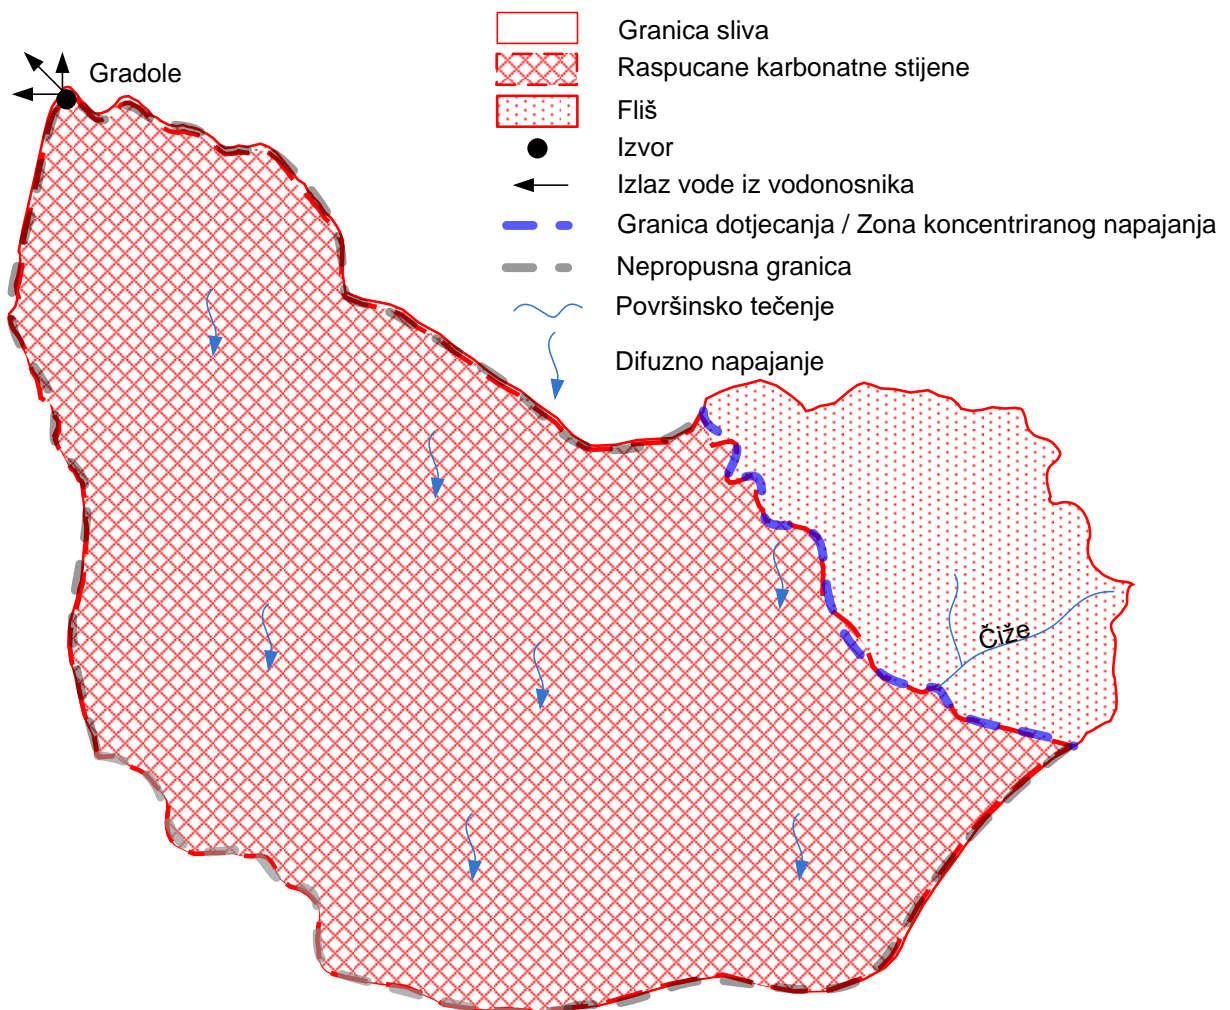 Granica sliva
Gradole
Raspucane karbonatne stijene
Fliš
Izvor
Izlaz vode iz vodonosnika
Granica dotjecanja / Zona koncentriranog napajanja
Nepropusna granica
Površinsko tečenje
Difuzno napajanje
Čiže